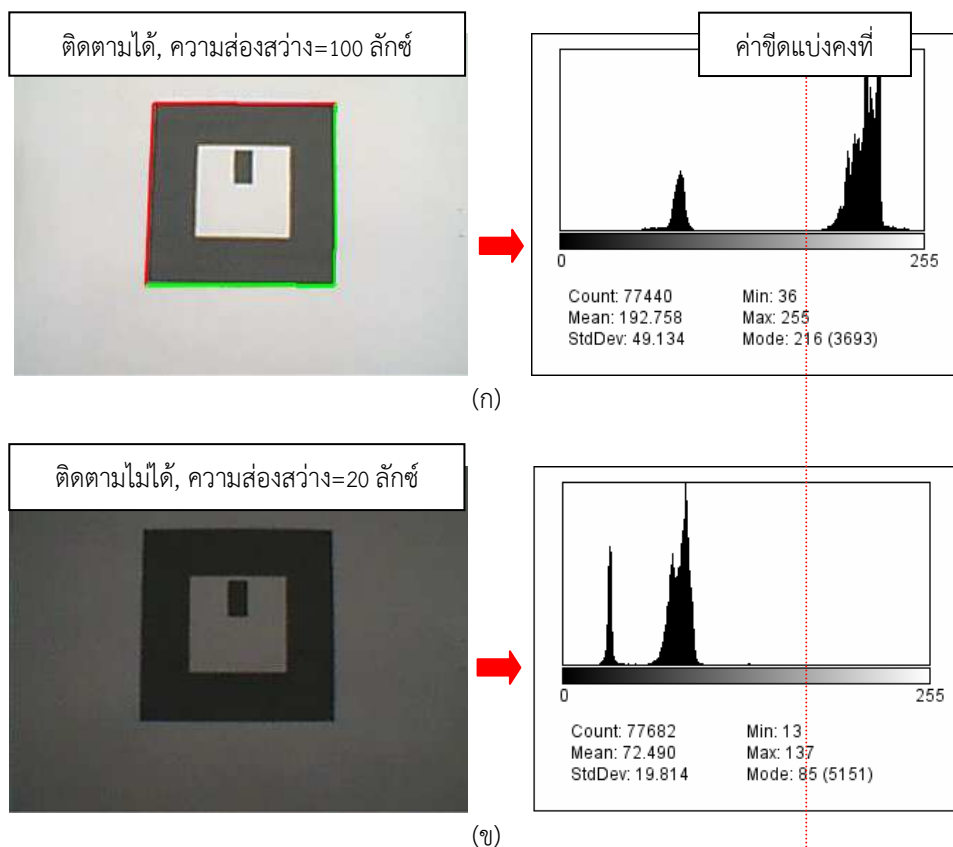 ติดตามได้, ความส่องสว่าง=100 ลักซ์
ค่าขีดแบ่งคงที่
0 255
Count: 77440 Min: 36
Mean: 192.758 Max: 255
StdDev: 49.134 Mode: 216 (3693)
(ก)
ติดตามไม่ได้, ความส่องสว่าง=20 ลักซ์
0 255
Count: 77682 Min: 13
Mean: 72.490 Max: 137
StdDev: 19.814 Mode: 85 (5151)
(ข)